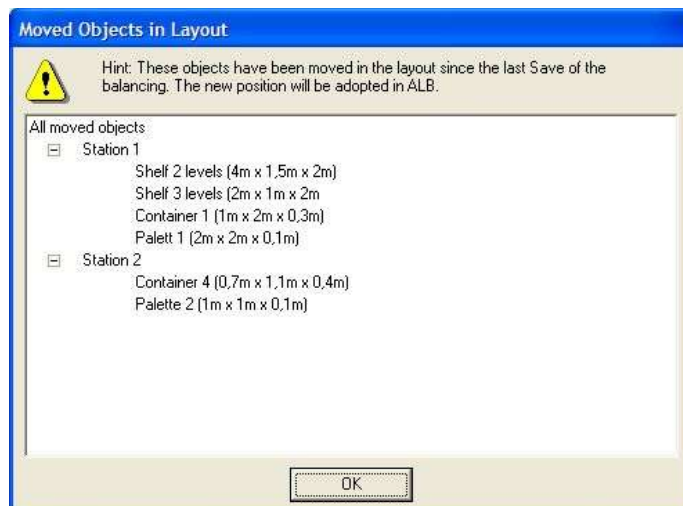 Moved Objects in Layout
Hint: These objects have been moved in the layout since the last Save of the
balancing. The new position will be adopted in ALB.
All moved objects
Station 1
Shelf 2 levels (4m x 1,5m x 2m)
Shelf 3 levels (2m x 1m x 2m
Container 1 (1m x 2m x 0,3m)
Palett 1 (2m x 2m x 0,1m)
Station 2
Container 4 (0,7m x 1,1m x 0,4m)
Palette 2 (1m x 1m x 0,1m)
OK